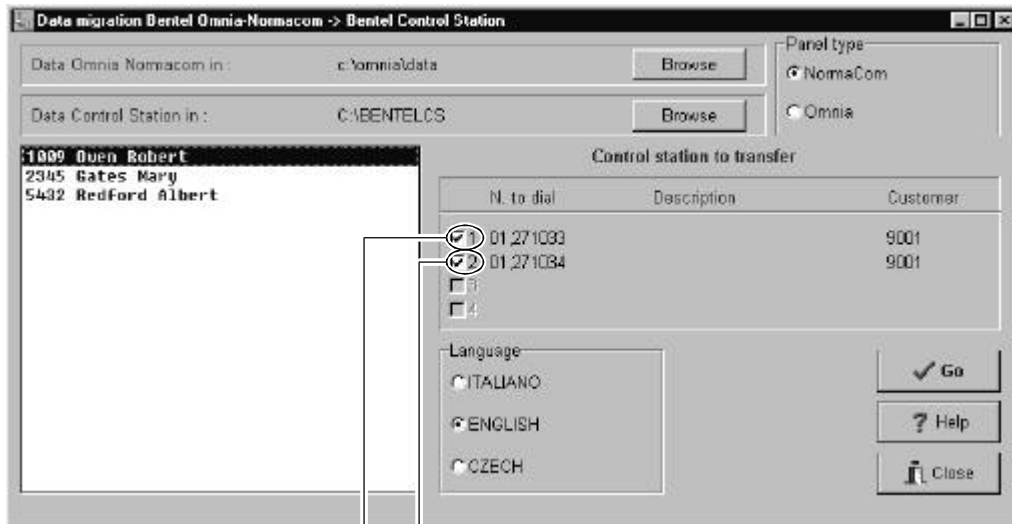 Data migration Bentel Omnia-Normacom -> Bentel Control Station
Data Omnia Normacom in : c:\omnia\data Browse
Data Control Station in : C:\BENTELCS Browse
Panel type
NormaCom
Omnia
1009 Owen Robert
2345 Gates Mary
5432 Redford Albert
Control station to transfer
N. to dial Description Customer
1 01,271033 9001
2 01,271034 9001
3
4
Language
ITALIANO
ENGLISH
CZECH
Go
? Help
Close